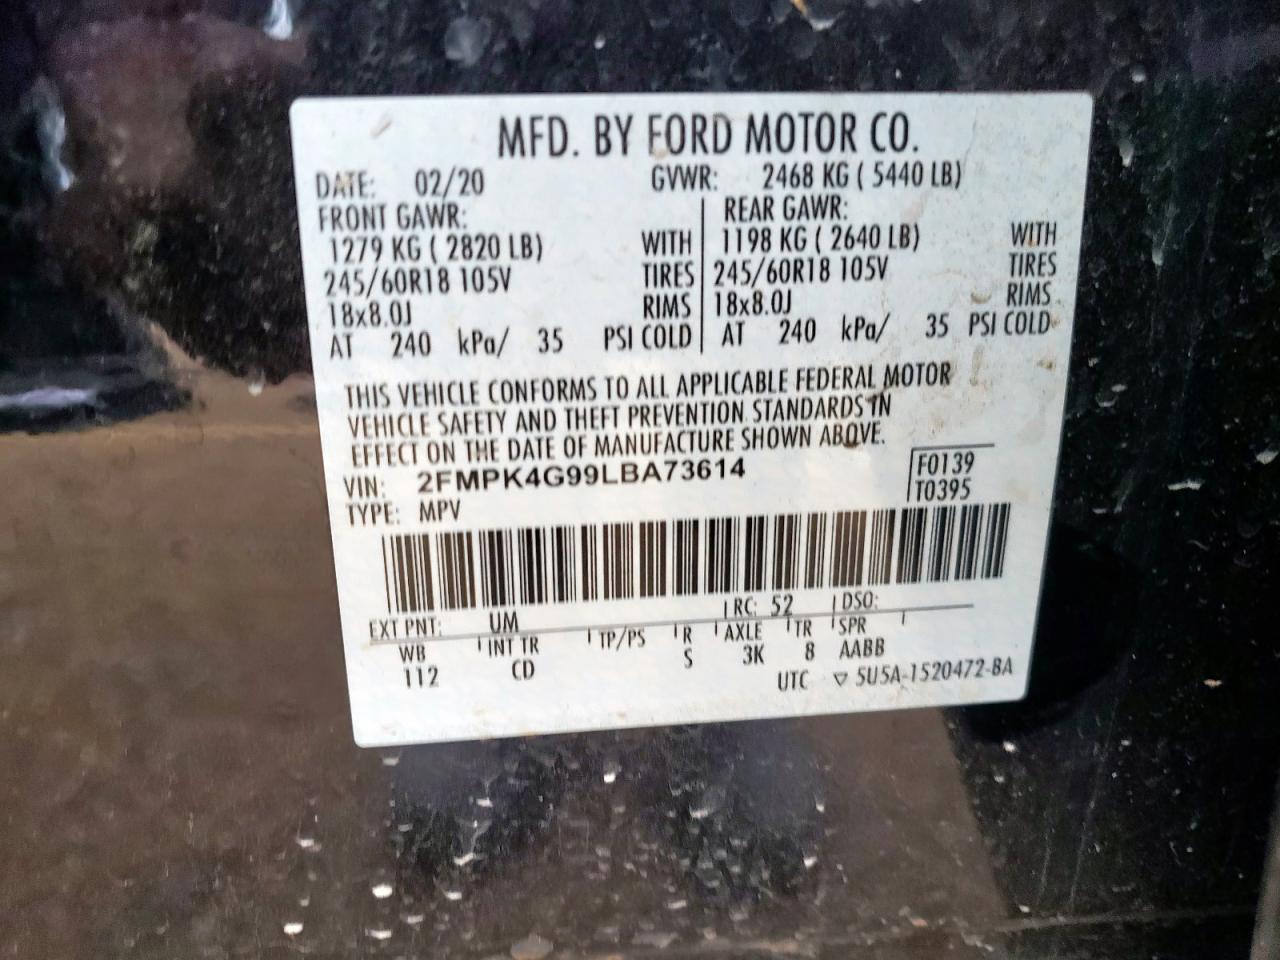 MFD. BY FORD MOTOR CO.
DATE: 02/20 GVWR: 2468 KG ( 5440 LB)
FRONT GAWR: REAR GAWR:
1279 KG ( 2820 LB) WITH 1198 KG ( 2640 LB) WITH
245/60R18 105V TIRES 245/60R18 105V TIRES
18x8.0J RIMS 18x8.0J RIMS
AT 240 kPa/ 35 PSI COLD AT 240 kPa/ 35 PSI COLD
THIS VEHICLE CONFORMS TO ALL APPLICABLE FEDERAL MOTOR
VEHICLE SAFETY AND THEFT PREVENTION STANDARDS IN
EFFECT ON THE DATE OF MANUFACTURE SHOWN ABOVE.
VIN: 2FMPK4G99LBA73614 F0139
TYPE: MPV T0395
EXT PNT: UM RC: 52 DSO:
WB INT TR TP/PS R AXLE TR SPR
112 CD S 3K 8 AABB
UTC ▽ 5U5A-1520472-BA